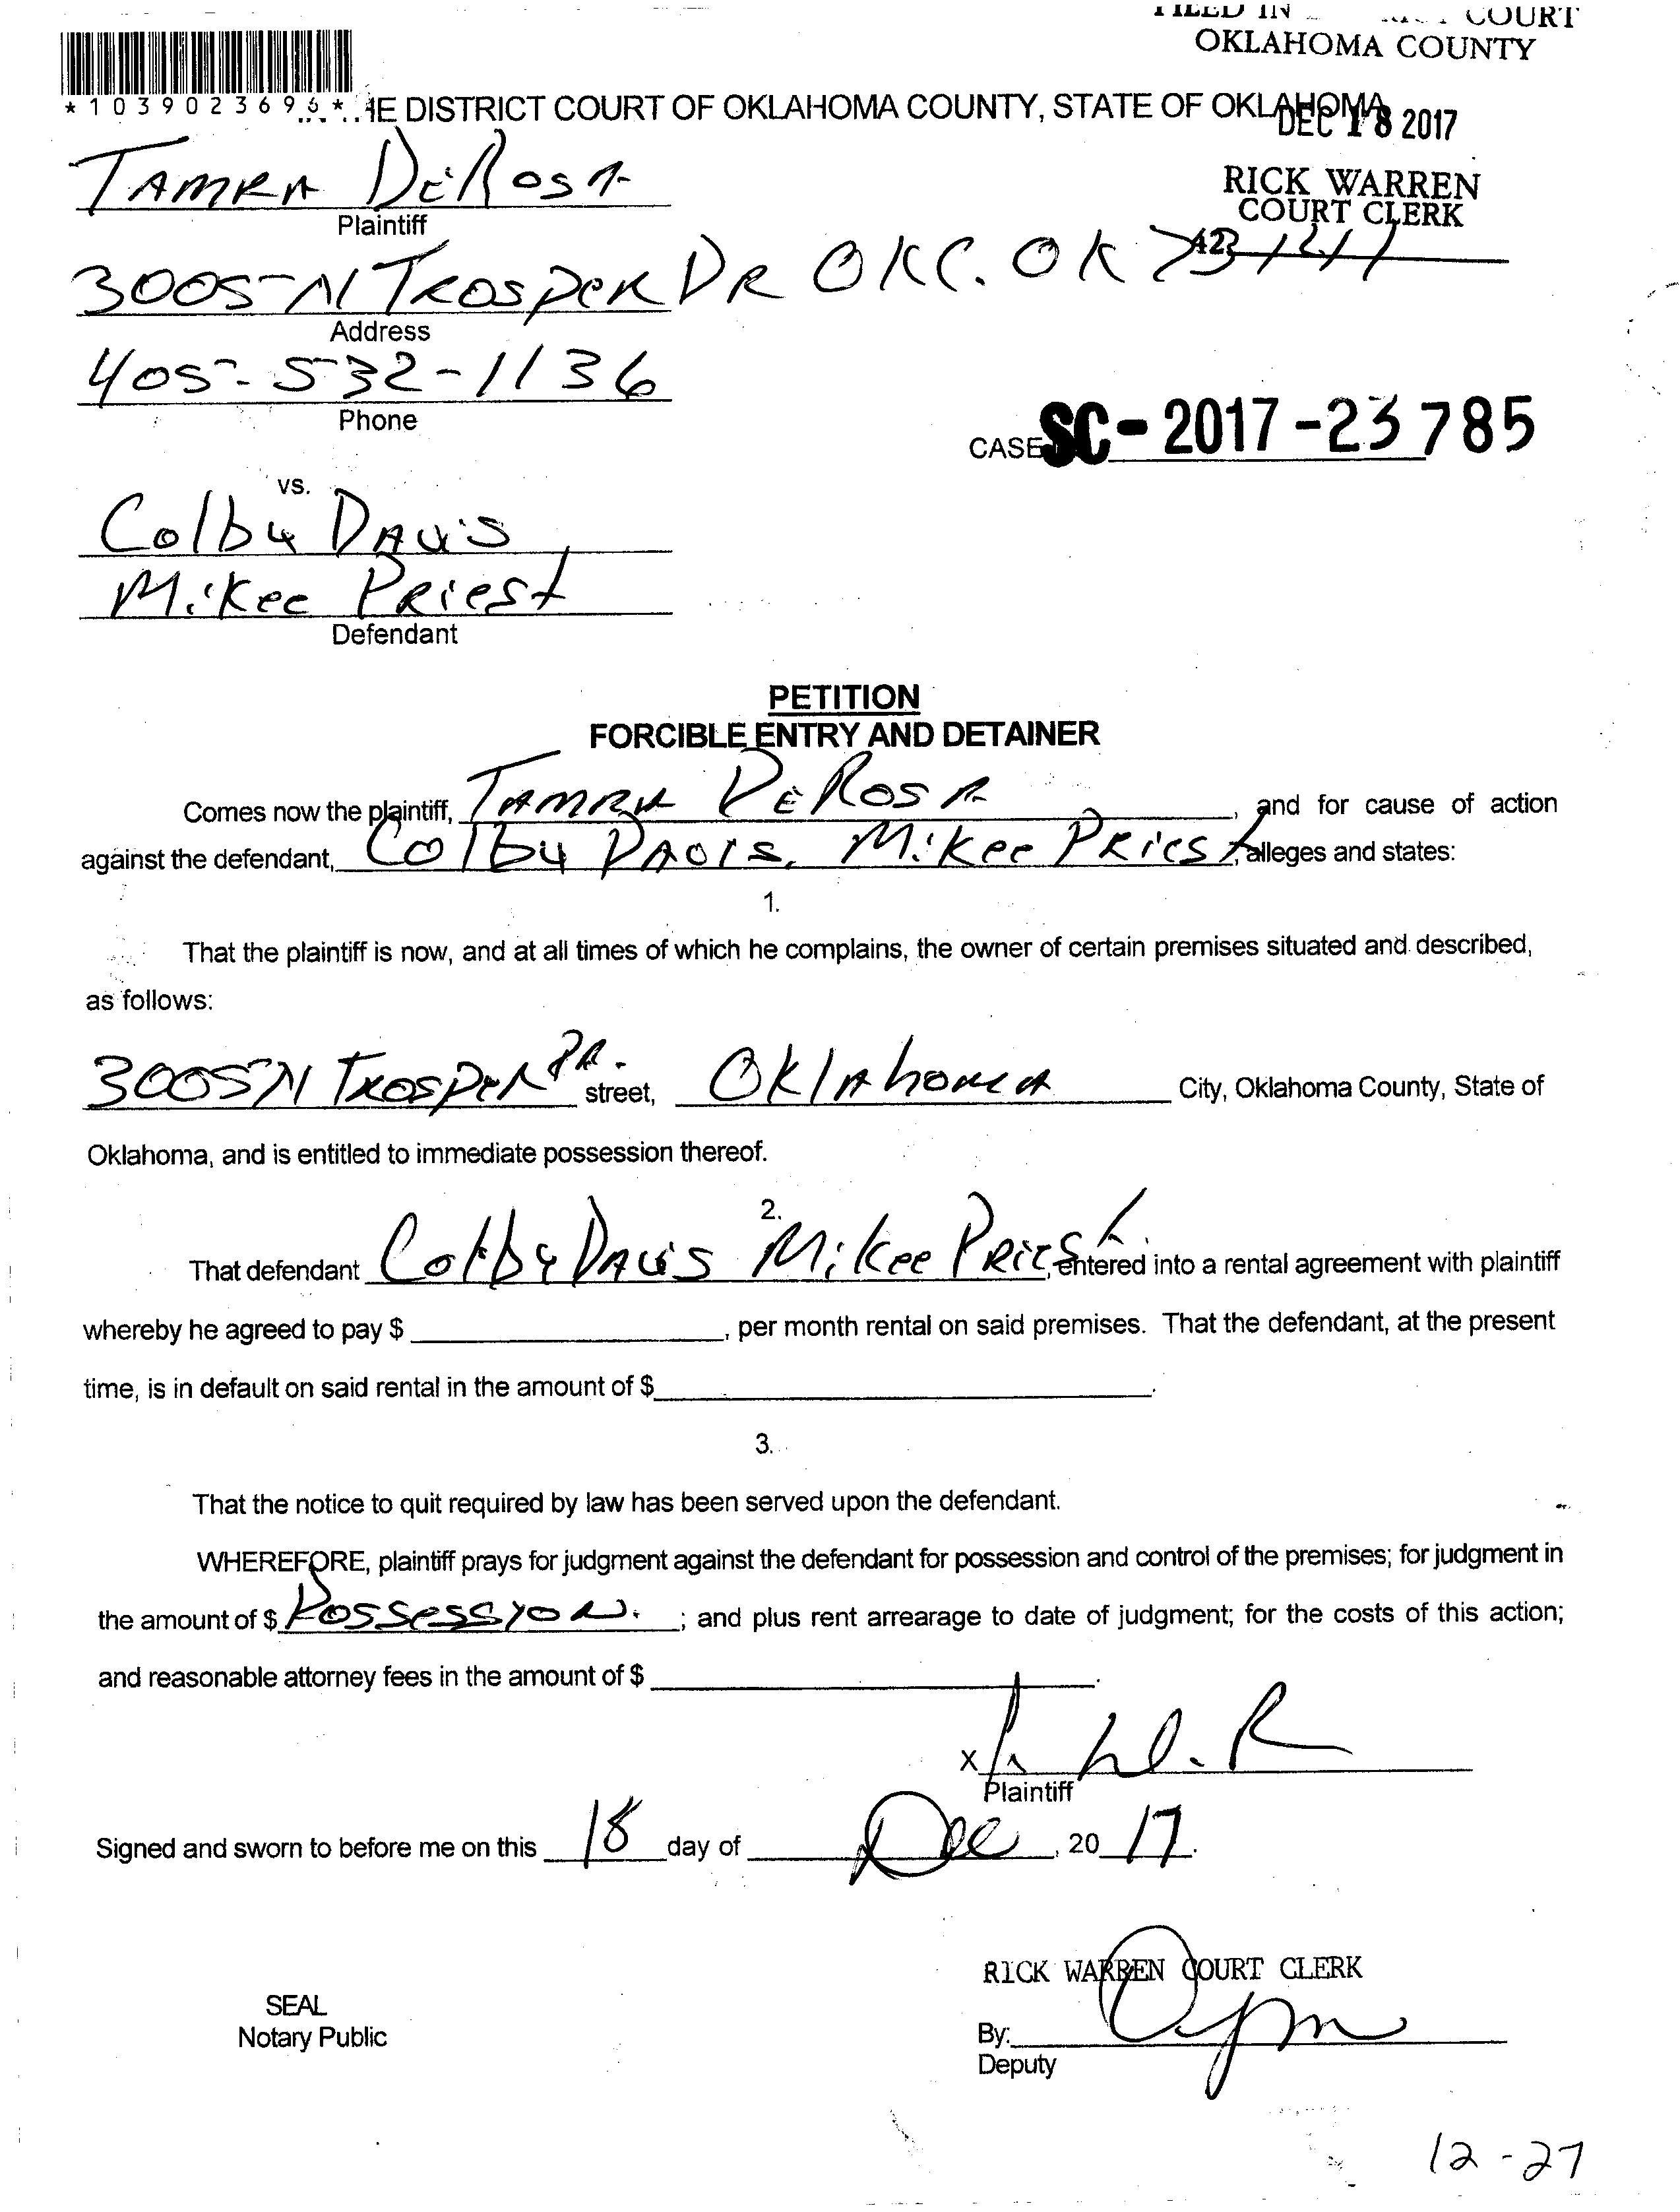 FILED IN COURT
OKLAHOMA COUNTY
*1039023696* HE DISTRICT COURT OF OKLAHOMA COUNTY, STATE OF OKLAHOMA
DEC 18 2017
TAMRA DeRosA
Plaintiff
RICK WARREN
COURT CLERK
3005 N TROSPER DR OKC. OK
Address
405-532-1136
Phone
CASE SC-2017-23785
vs.
Colby DAvis
Mikee Priest
Defendant
PETITION
FORCIBLE ENTRY AND DETAINER
Comes now the plaintiff, TAMRA DeRosA, and for cause of action
against the defendant, Colby DAvis, Mikee PRiest, alleges and states:
1.
That the plaintiff is now, and at all times of which he complains, the owner of certain premises situated and described,
as follows:
3005 N TROSPER DR. street, OklAhomA City, Oklahoma County, State of
Oklahoma, and is entitled to immediate possession thereof.
2.
That defendant Colby DAvis Mikee PRiest, entered into a rental agreement with plaintiff
whereby he agreed to pay $ , per month rental on said premises. That the defendant, at the present
time, is in default on said rental in the amount of $ .
3.
That the notice to quit required by law has been served upon the defendant.
WHEREFORE, plaintiff prays for judgment against the defendant for possession and control of the premises; for judgment in
the amount of $ Possession. ; and plus rent arrearage to date of judgment; for the costs of this action;
and reasonable attorney fees in the amount of $ .
X
Plaintiff
Signed and sworn to before me on this 18 day of Dec, 20 17.
RICK WARREN COURT CLERK
SEAL
Notary Public
By:
Deputy
12-27